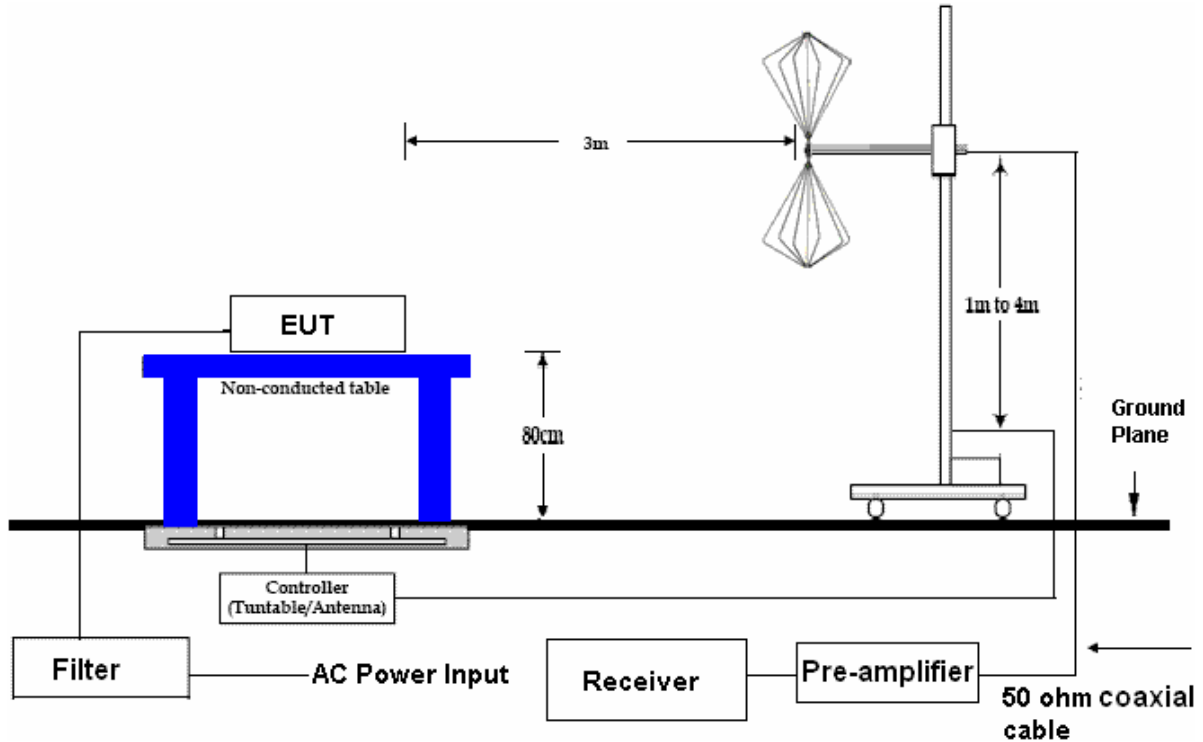 3m
1m to 4m
EUT
Non-conducted table
80cm
Ground
Plane
Controller
(Tuntable/Antenna)
Filter
AC Power Input
Receiver
Pre-amplifier
50 ohm coaxial
cable